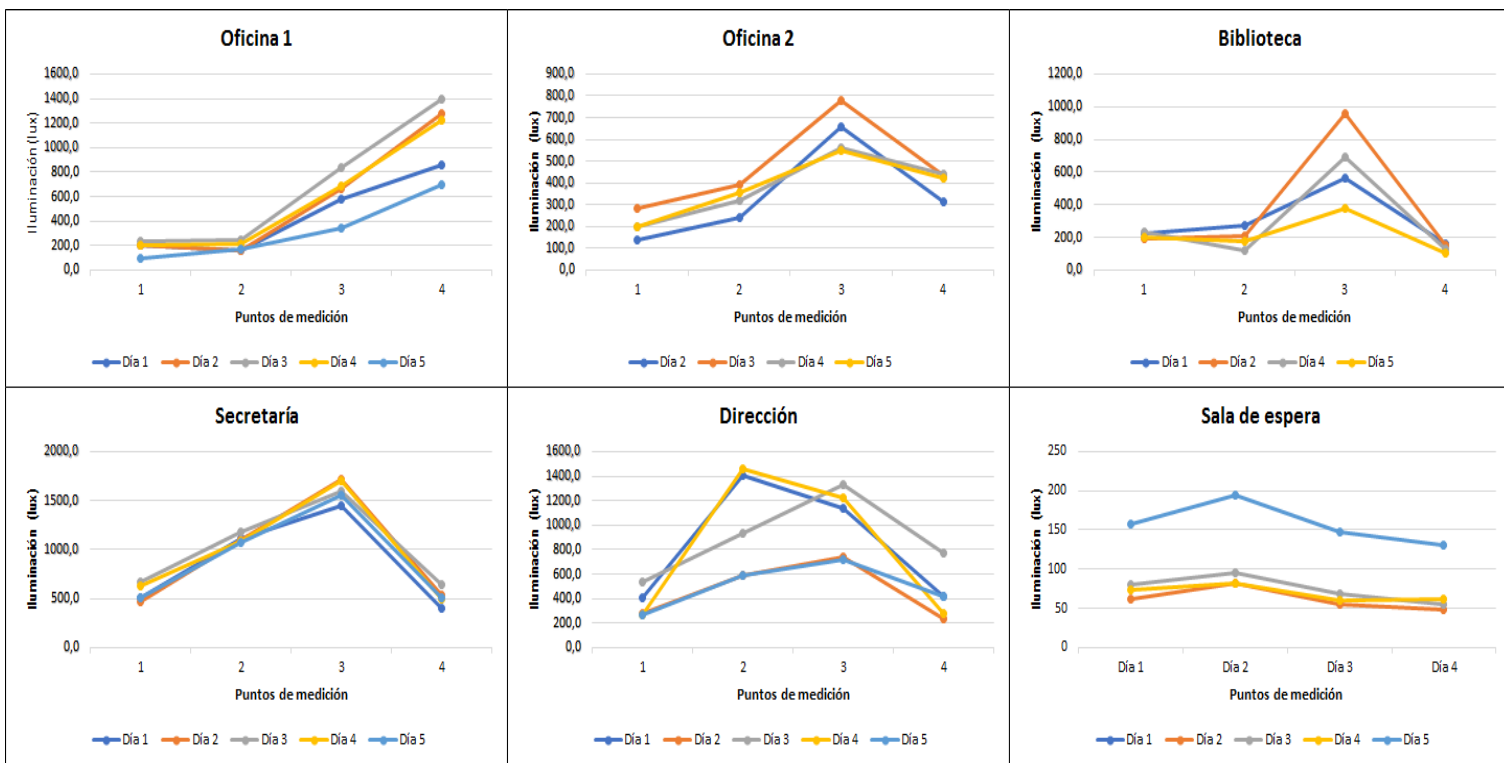 Oficina 1
1600,0
1400,0
1200,0
1000,0
800,0
600,0
400,0
200,0
0,0
Iluminación (lux)
1 2 3 4
Puntos de medición
Día 1 Día 2 Día 3 Día 4 Día 5
Oficina 2
900,0
800,0
700,0
600,0
500,0
400,0
300,0
200,0
100,0
0,0
Iluminación (lux)
1 2 3 4
Puntos de medición
Día 2 Día 3 Día 4 Día 5
Biblioteca
1200,0
1000,0
800,0
600,0
400,0
200,0
0,0
Iluminación (lux)
1 2 3 4
Puntos de medición
Día 1 Día 2 Día 4 Día 5
Secretaría
2000,0
1500,0
1000,0
500,0
0,0
Iluminación (lux)
1 2 3 4
Puntos de medición
Día 1 Día 2 Día 3 Día 4 Día 5
Dirección
1600,0
1400,0
1200,0
1000,0
800,0
600,0
400,0
200,0
0,0
Iluminación (lux)
1 2 3 4
Puntos de medición
Día 1 Día 2 Día 3 Día 4 Día 5
Sala de espera
250
200
150
100
50
0
Iluminación (lux)
Día 1 Día 2 Día 3 Día 4
Puntos de medición
Día 1 Día 2 Día 3 Día 4 Día 5